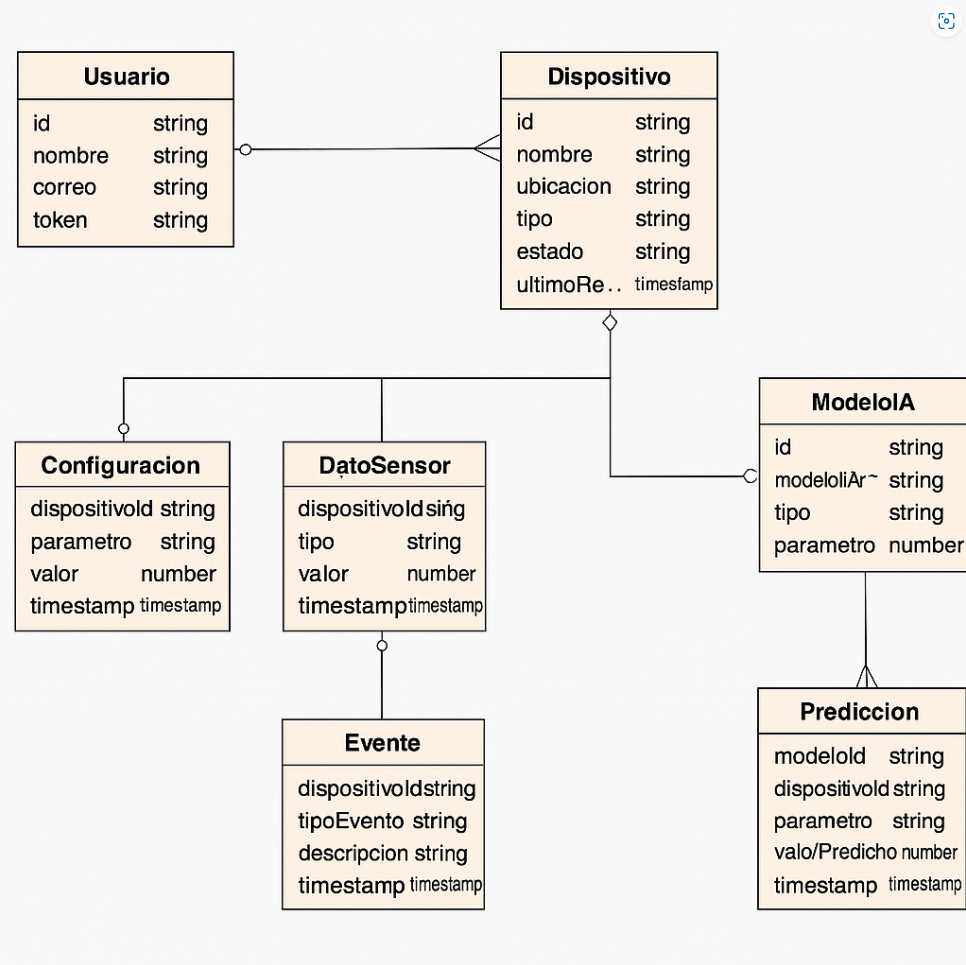 Usuario
id string
nombre string
correo string
token string
Dispositivo
id string
nombre string
ubicacion string
tipo string
estado string
ultimoRe.. timesfamp
Configuracion
dispositivoId string
parametro string
valor number
timestamp timestamp
DatoSensor
dispositivoId sińg
tipo string
valor number
timestamp timestamp
ModeloIA
id string
modeloliAr~ string
tipo string
parametro number
Evente
dispositivoId string
tipoEvento string
descripcion string
timestamp timestamp
Prediccion
modeloId string
dispositivoId string
parametro string
valo/Predicho number
timestamp timestamp